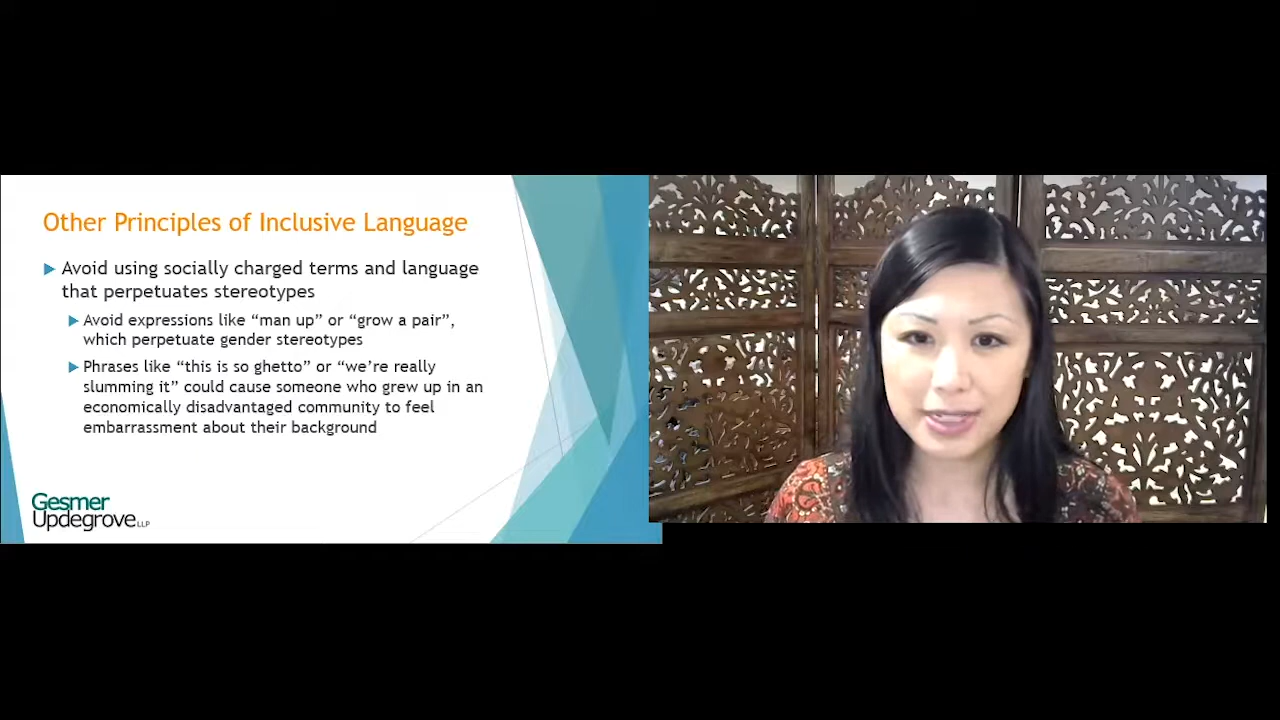 Other Principles of Inclusive Language
Avoid using socially charged terms and language
that perpetuates stereotypes
Avoid expressions like “man up” or “grow a pair”,
which perpetuate gender stereotypes
Phrases like “this is so ghetto” or “we’re really
slumming it” could cause someone who grew up in an
economically disadvantaged community to feel
embarrassment about their background
Gesmer
Updegrove LLP